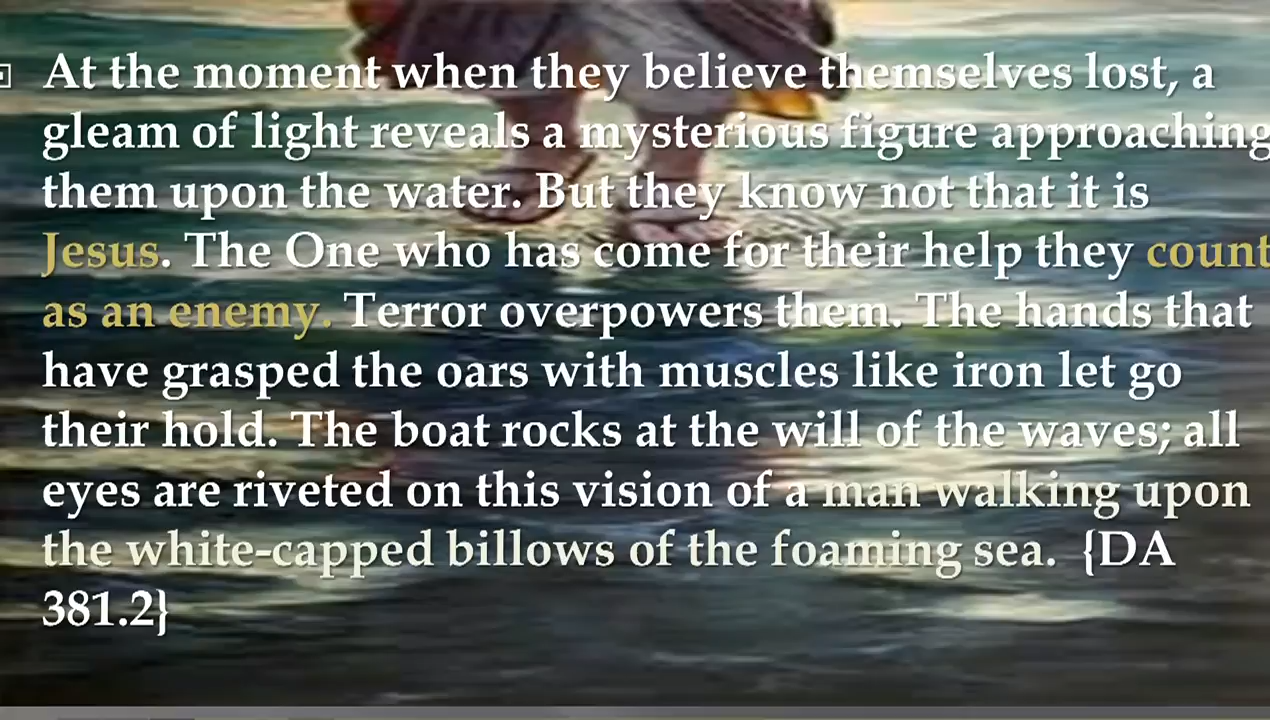 At the moment when they believe themselves lost, a
gleam of light reveals a mysterious figure approaching
them upon the water. But they know not that it is
Jesus. The One who has come for their help they count
as an enemy. Terror overpowers them. The hands that
have grasped the oars with muscles like iron let go
their hold. The boat rocks at the will of the waves; all
eyes are riveted on this vision of a man walking upon
the white-capped billows of the foaming sea.  {DA
381.2}